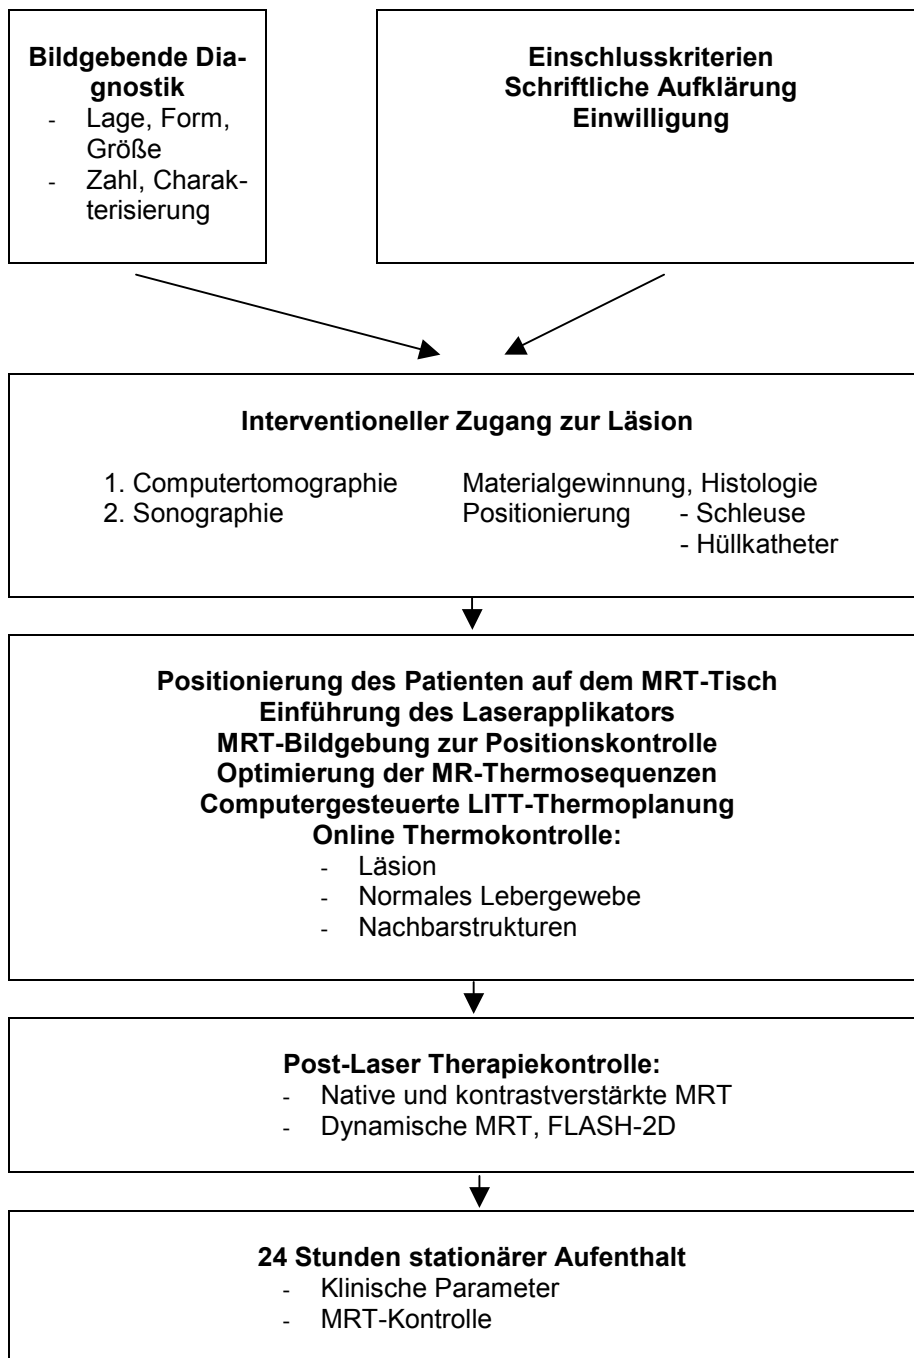 Bildgebende Dia-
gnostik
- Lage, Form,
Größe
- Zahl, Charak-
terisierung
Einschlusskriterien
Schriftliche Aufklärung
Einwilligung
Interventioneller Zugang zur Läsion
1. Computertomographie Materialgewinnung, Histologie
2. Sonographie Positionierung - Schleuse
- Hüllkatheter
Positionierung des Patienten auf dem MRT-Tisch
Einführung des Laserapplikators
MRT-Bildgebung zur Positionskontrolle
Optimierung der MR-Thermosequenzen
Computergesteuerte LITT-Thermoplanung
Online Thermokontrolle:
- Läsion
- Normales Lebergewebe
- Nachbarstrukturen
Post-Laser Therapiekontrolle:
- Native und kontrastverstärkte MRT
- Dynamische MRT, FLASH-2D
24 Stunden stationärer Aufenthalt
- Klinische Parameter
- MRT-Kontrolle